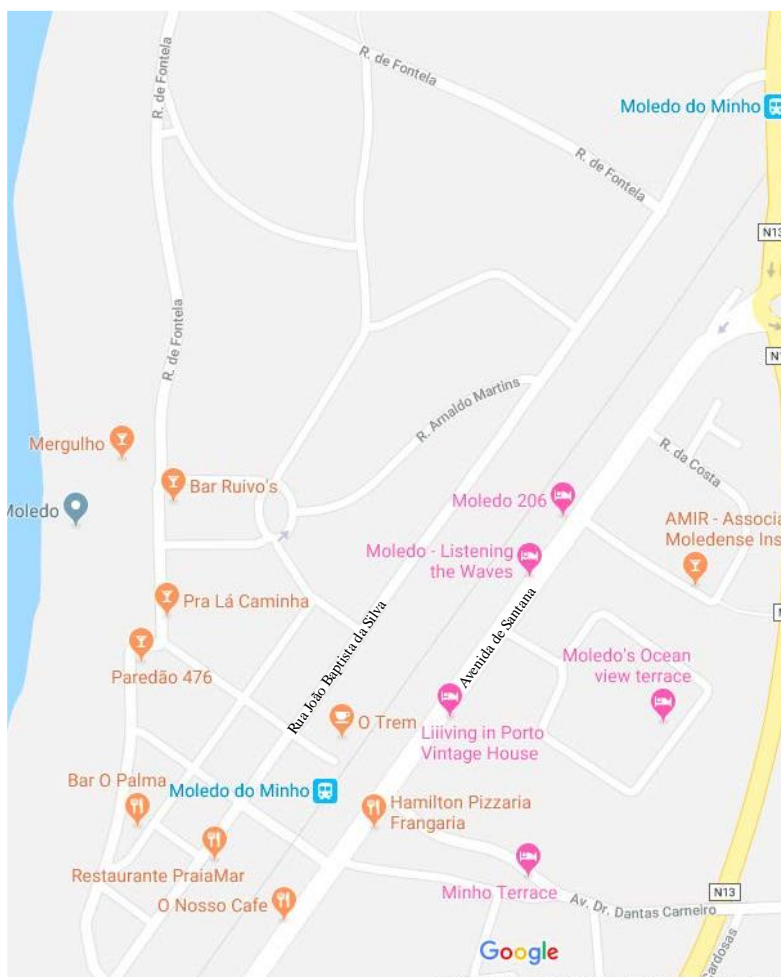 R. de Fontela
R. de Fontela
Moledo do Minho
R. de Fontela
N13
R. de Fontela
R. Arnaldo Martins
Mergulho
R. da Costa
Bar Ruivo's
Moledo 206
Moledo
AMIR - Associa
Moledense Ins
Moledo - Listening
the Waves
Pra Lá Caminha
Avenida de Santana
Rua João Baptista da Silva
Moledo's Ocean
view terrace
Paredão 476
O Trem
Liiiving in Porto
Vintage House
Bar O Palma
Moledo do Minho
Hamilton Pizzaria
Frangaria
Restaurante PraiaMar
Minho Terrace
O Nosso Cafe
N13
Av. Dr. Dantas Carneiro
Google